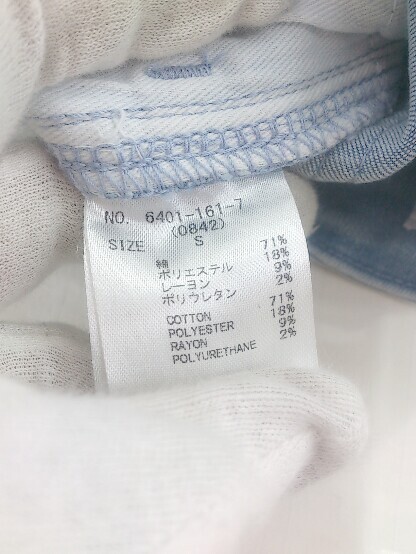 NO. 6401-161-7
(0842)
SIZE S
綿 71%
ポリエステル 18%
レーヨン 9%
ポリウレタン 2%
COTTON 71%
POLYESTER 18%
RAYON 9%
POLYURETHANE 2%